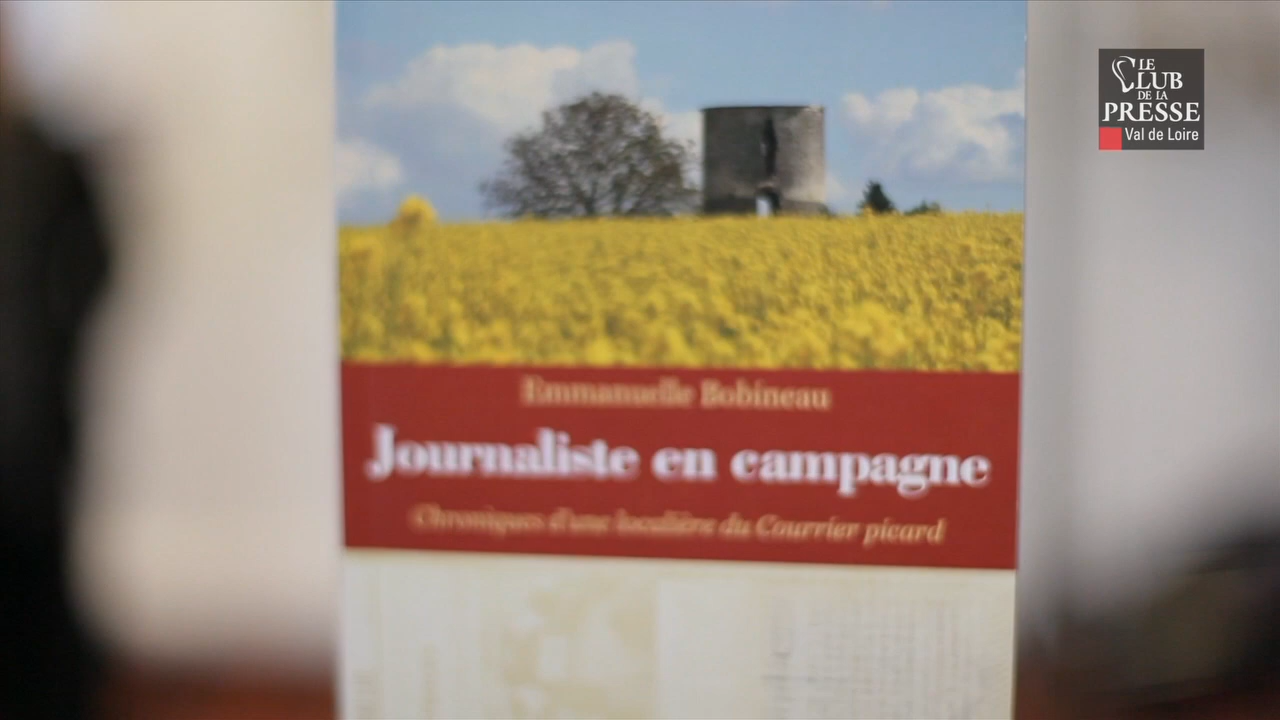 LE
CLUB
DE LA
PRESSE
Val de Loire
Emmanuelle Bobineau
Journaliste en campagne
Chroniques d'une localière du Courrier picard